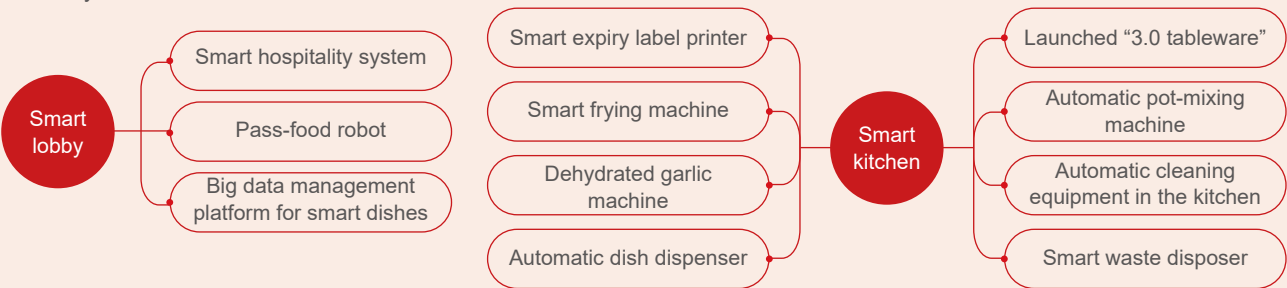 Smart
lobby
Smart hospitality system
Pass-food robot
Big data management
platform for smart dishes
Smart expiry label printer
Smart frying machine
Dehydrated garlic
machine
Automatic dish dispenser
Smart
kitchen
Launched “3.0 tableware”
Automatic pot-mixing
machine
Automatic cleaning
equipment in the kitchen
Smart waste disposer